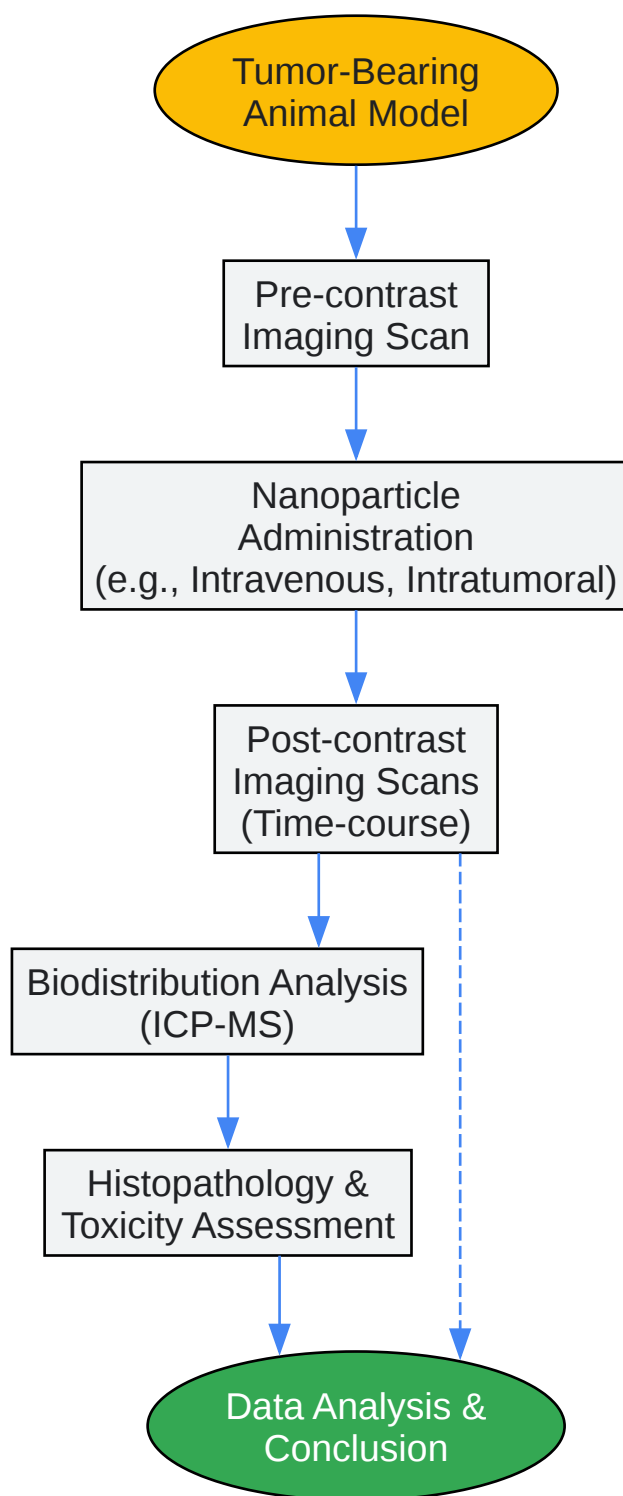 Tumor-Bearing
Animal Model
Pre-contrast
Imaging Scan
Nanoparticle
Administration
(e.g., Intravenous, Intratumoral)
Post-contrast
Imaging Scans
(Time-course)
Biodistribution Analysis
(ICP-MS)
Histopathology &
Toxicity Assessment
Data Analysis &
Conclusion